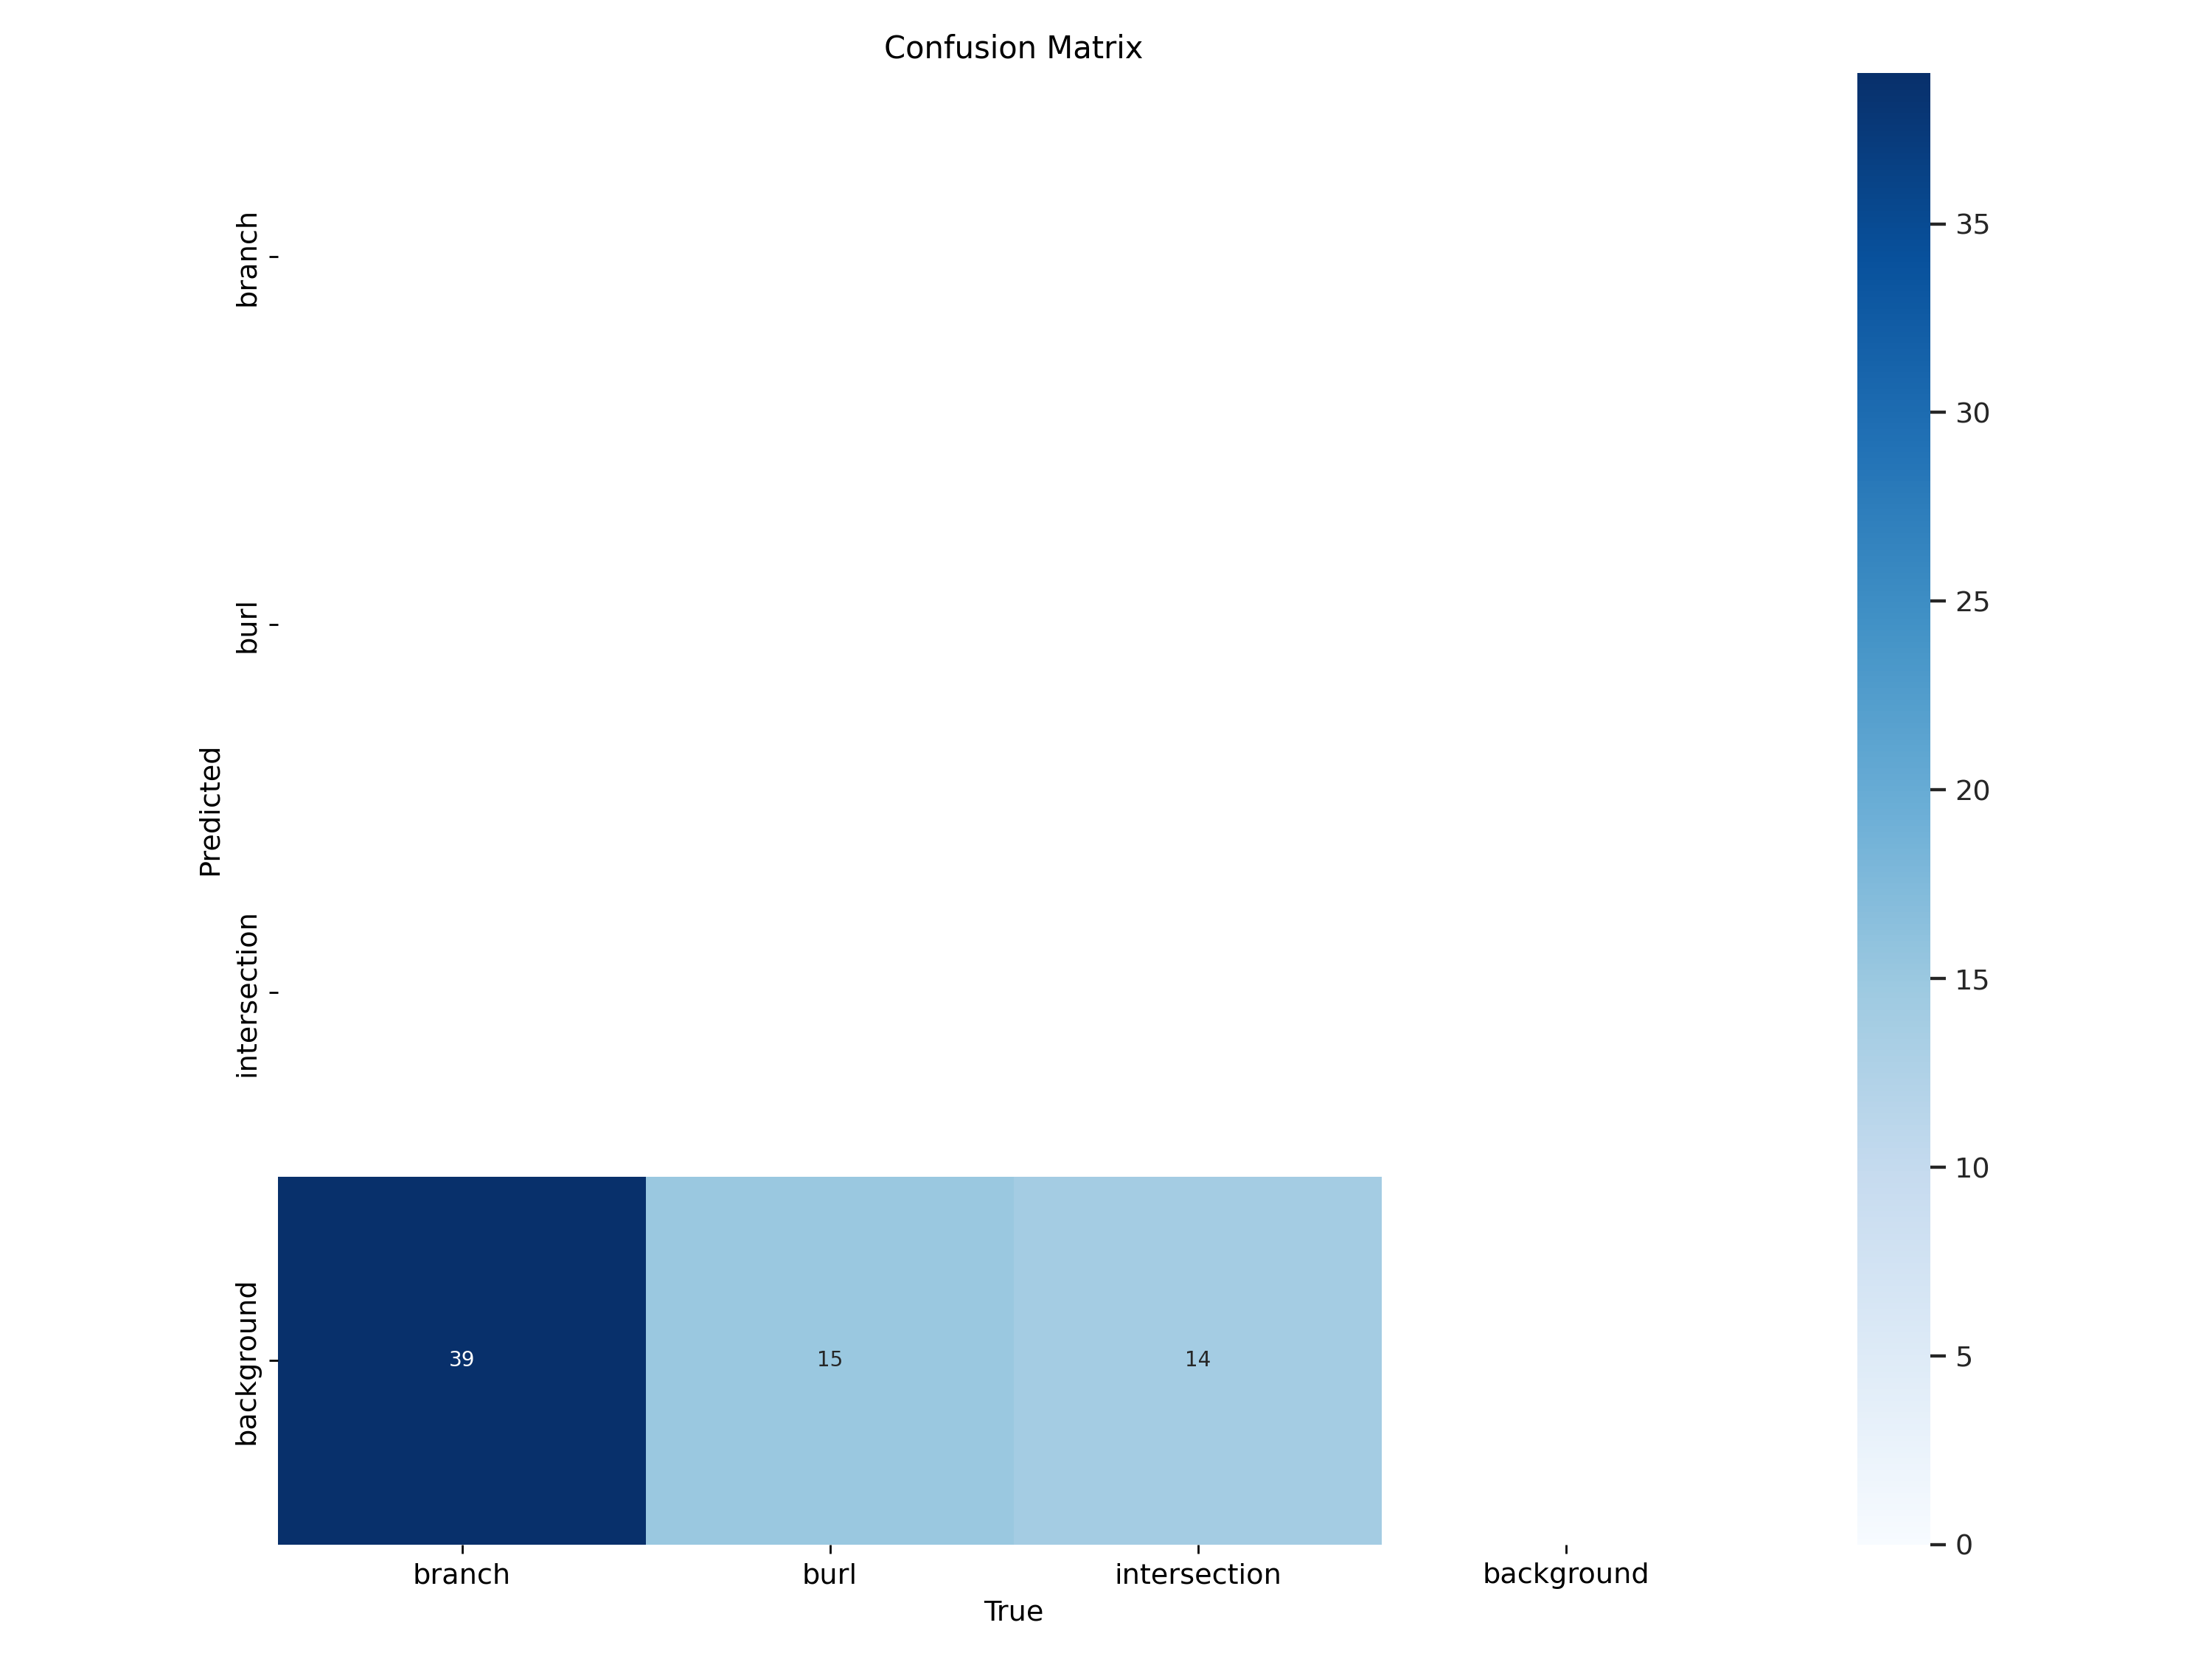 Confusion Matrix
branch
burl
intersection
background
Predicted
39 15 14
branch burl intersection background
True
35
30
25
20
15
10
5
0